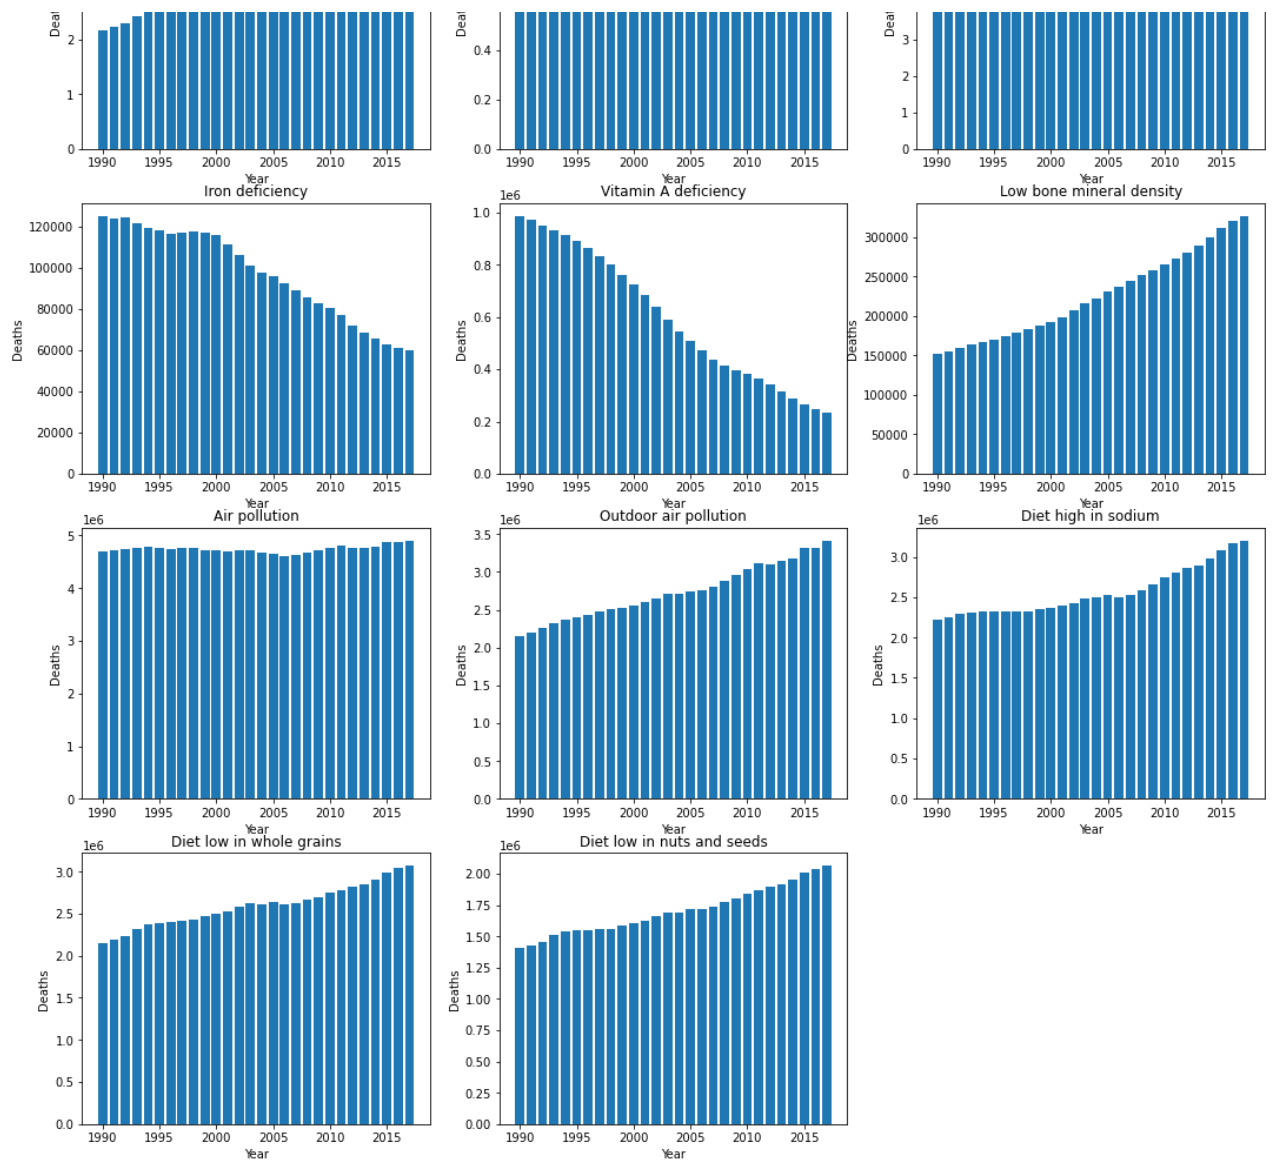 Deaf
2
1
0
1990 1995 2000 2005 2010 2015
Year
Deaf
0.4
0.2
0.0
1990 1995 2000 2005 2010 2015
Year
Deaf
3
2
1
0
1990 1995 2000 2005 2010 2015
Year
Iron deficiency
Deaths
120000
100000
80000
60000
40000
20000
0
1990 1995 2000 2005 2010 2015
Year
Vitamin A deficiency
1e6
Deaths
1.0
0.8
0.6
0.4
0.2
0.0
1990 1995 2000 2005 2010 2015
Year
Low bone mineral density
Deaths
300000
250000
200000
150000
100000
50000
0
1990 1995 2000 2005 2010 2015
Year
Air pollution
1e6
Deaths
5
4
3
2
1
0
1990 1995 2000 2005 2010 2015
Year
Outdoor air pollution
1e6
Deaths
3.5
3.0
2.5
2.0
1.5
1.0
0.5
0.0
1990 1995 2000 2005 2010 2015
Year
Diet high in sodium
1e6
Deaths
3.0
2.5
2.0
1.5
1.0
0.5
0.0
1990 1995 2000 2005 2010 2015
Year
Diet low in whole grains
1e6
Deaths
3.0
2.5
2.0
1.5
1.0
0.5
0.0
1990 1995 2000 2005 2010 2015
Year
Diet low in nuts and seeds
1e6
Deaths
2.00
1.75
1.50
1.25
1.00
0.75
0.50
0.25
0.00
1990 1995 2000 2005 2010 2015
Year